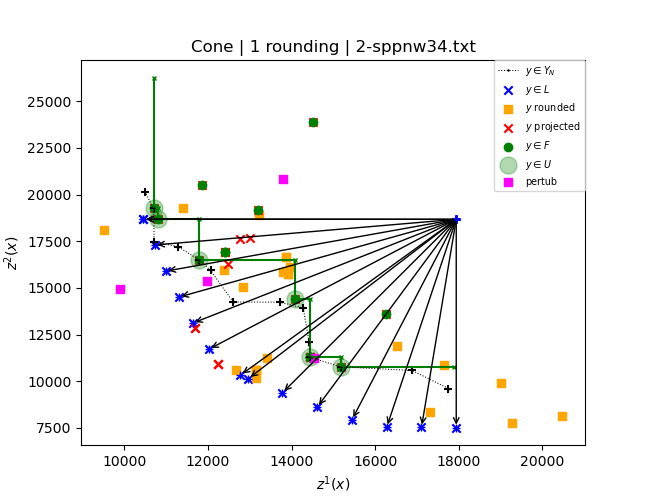 Cone | 1 rounding | 2-sppnw34.txt
y ∈ Y_N
y ∈ L
y rounded
y projected
y ∈ F
y ∈ U
pertub
z²(x)
25000
22500
20000
17500
15000
12500
10000
7500
10000 12000 14000 16000 18000 20000
z¹(x)